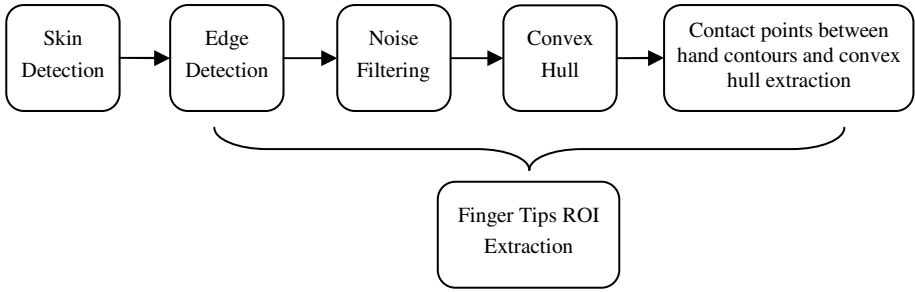 Skin
Detection
Edge
Detection
Noise
Filtering
Convex
Hull
Contact points between
hand contours and convex
hull extraction
Finger Tips ROI
Extraction